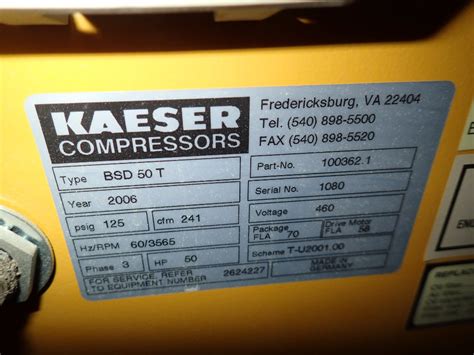 KAESER
COMPRESSORS
Fredericksburg, VA 22404
Tel. (540) 898-5500
FAX (540) 898-5520
Type BSD 50 T
Part-No. 100362.1
Year 2006
Serial No. 1080
psig 125 cfm 241
Voltage 460
Hz/RPM 60/3565
Package FLA 70 Drive Motor FLA 58
Phase 3 HP 50
Scheme T-U2001.00
FOR SERVICE, REFER
TO EQUIPMENT NUMBER 2624227
MADE IN
GERMANY